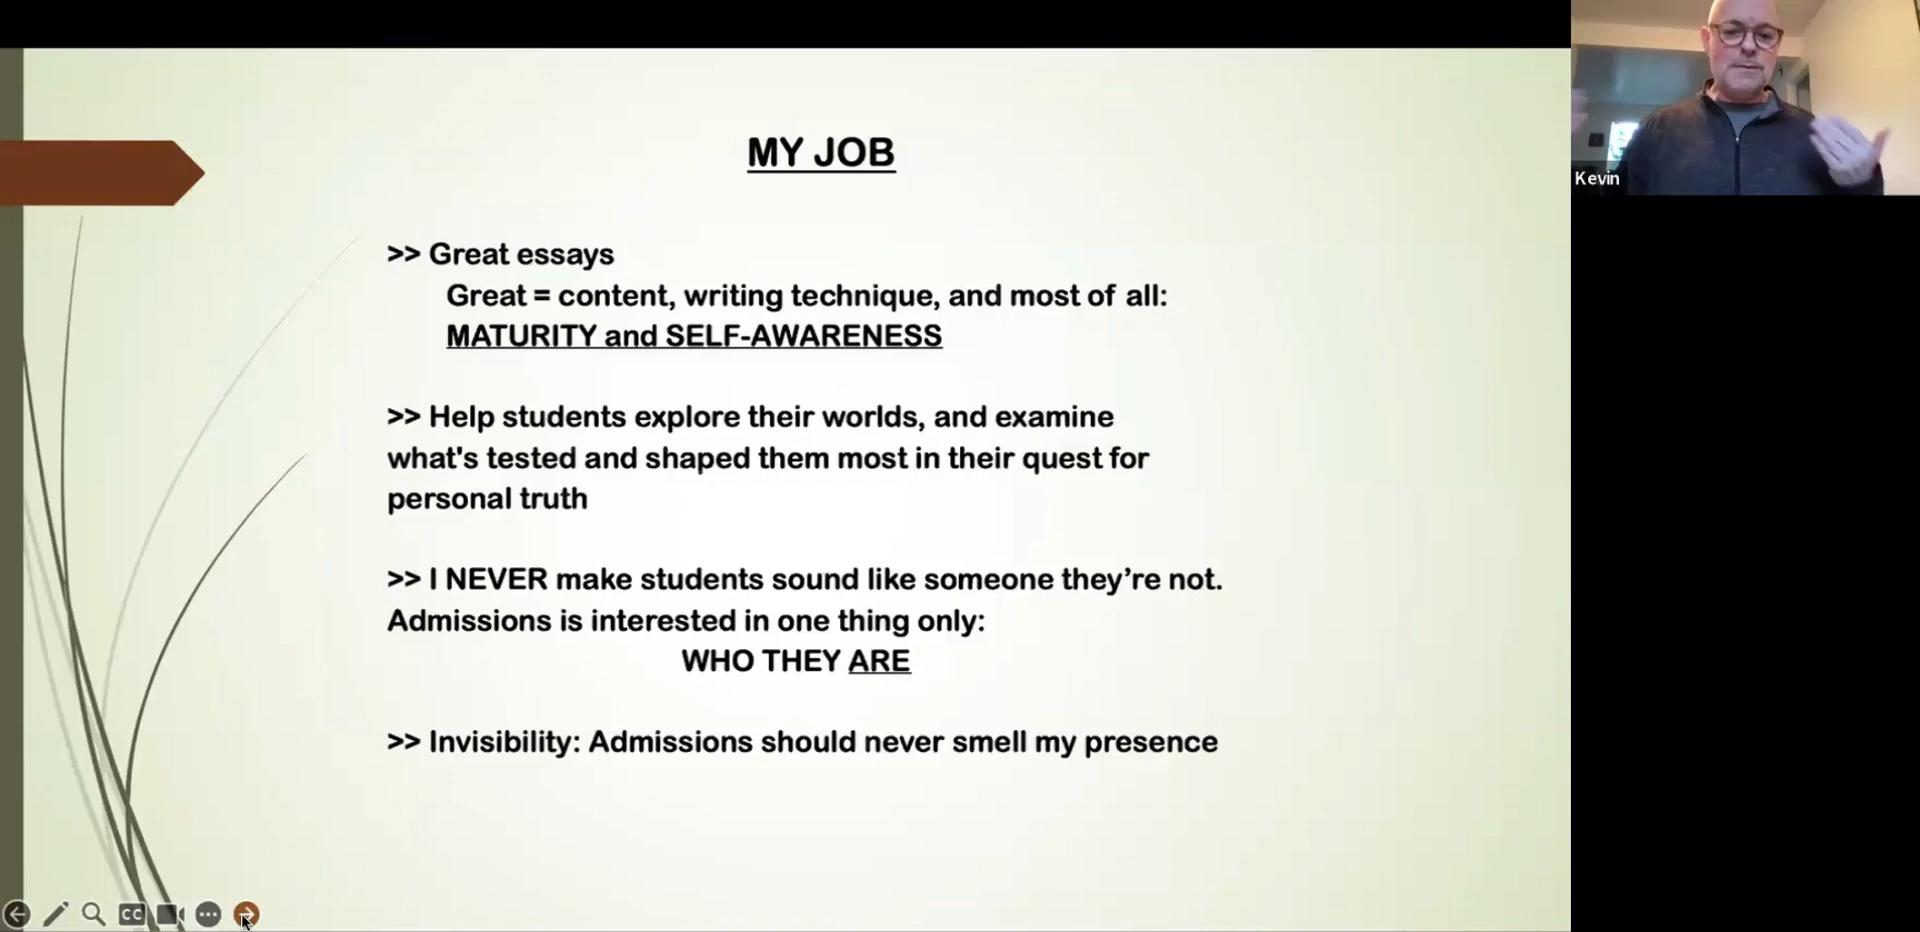 MY JOB
>> Great essays
Great = content, writing technique, and most of all:
MATURITY and SELF-AWARENESS
>> Help students explore their worlds, and examine
what's tested and shaped them most in their quest for
personal truth
>> I NEVER make students sound like someone they’re not.
Admissions is interested in one thing only:
WHO THEY ARE
>> Invisibility: Admissions should never smell my presence
Kevin
CC